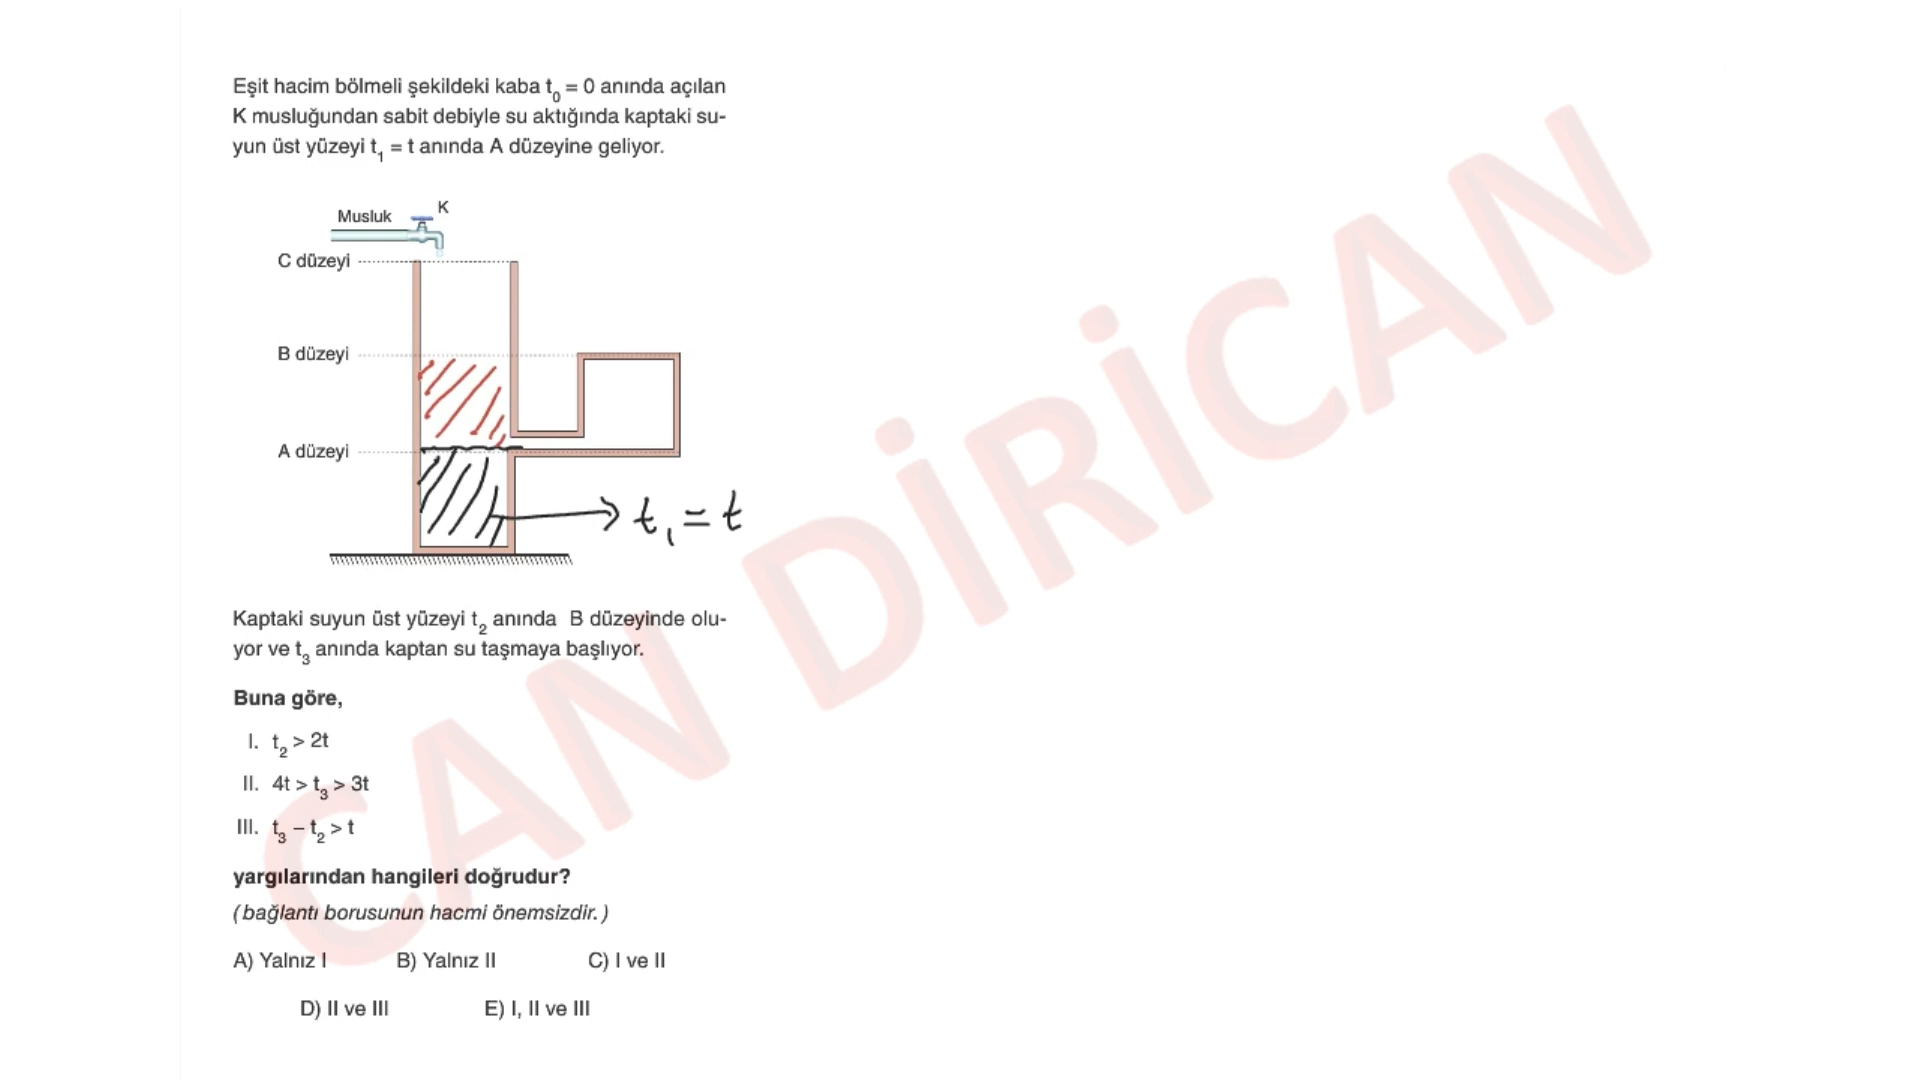 Eşit hacim bölmeli şekildeki kaba t₀ = 0 anında açılan
K musluğundan sabit debiyle su aktığında kaptaki su-
yun üst yüzeyi t₁ = t anında A düzeyine geliyor.
K
Musluk
C düzeyi
B düzeyi
A düzeyi
t₁ = t
Kaptaki suyun üst yüzeyi t₂ anında B düzeyinde olu-
yor ve t₃ anında kaptan su taşmaya başlıyor.
Buna göre,
I. t₂ > 2t
II. 4t > t₃ > 3t
III. t₃ – t₂ > t
yargılarından hangileri doğrudur?
(bağlantı borusunun hacmi önemsizdir.)
A) Yalnız I B) Yalnız II C) I ve II
D) II ve III E) I, II ve III
CAN DİRİCAN